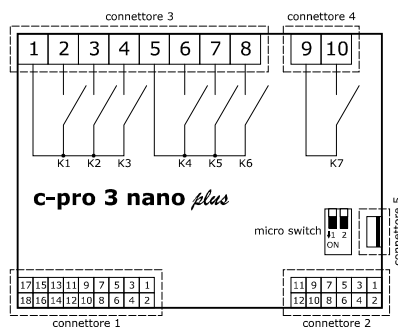 connettore 3 connettore 4
1 2 3 4 5 6 7 8 9 10
K1 K2 K3 K4 K5 K6 K7
c-pro 3 nano plus
micro switch
1 2
ON
connettore 5
17 15 13 11 9 7 5 3 1
18 16 14 12 10 8 6 4 2
11 9 7 5 3 1
12 10 8 6 4 2
connettore 1 connettore 2